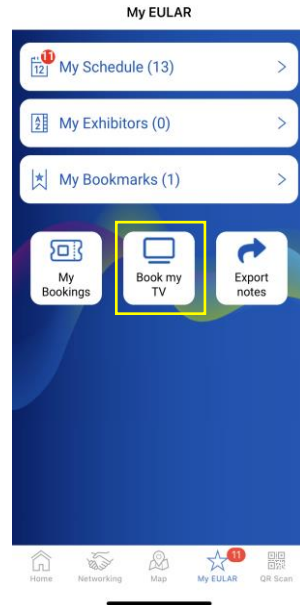 My EULAR
11
12
My Schedule (13)
A
Z
My Exhibitors (0)
My Bookmarks (1)
My
Bookings
Book my
TV
Export
notes
11
Home
Networking
Map
My EULAR
QR Scan